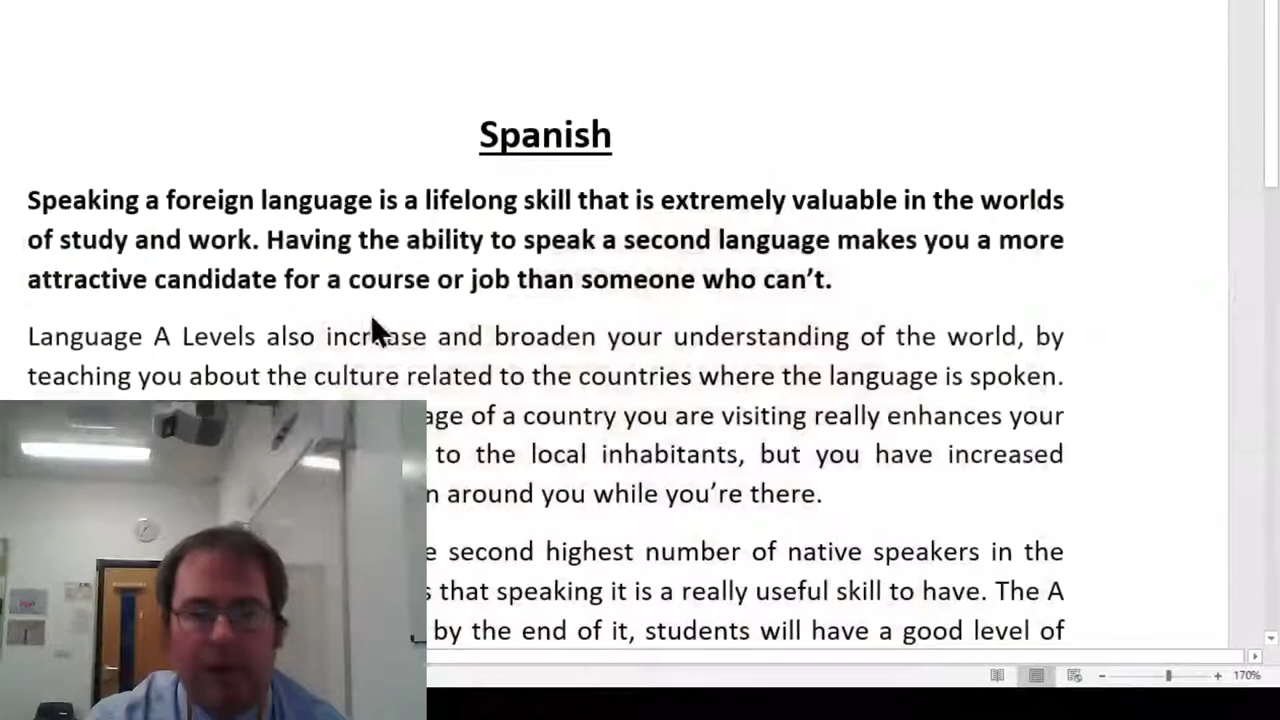 Spanish
Speaking a foreign language is a lifelong skill that is extremely valuable in the worlds
of study and work. Having the ability to speak a second language makes you a more
attractive candidate for a course or job than someone who can’t.
Language A Levels also increase and broaden your understanding of the world, by
teaching you about the culture related to the countries where the language is spoken.
of a country you are visiting really enhances your
to the local inhabitants, but you have increased
around you while you’re there.
second highest number of native speakers in the
that speaking it is a really useful skill to have. The A
by the end of it, students will have a good level of
170%